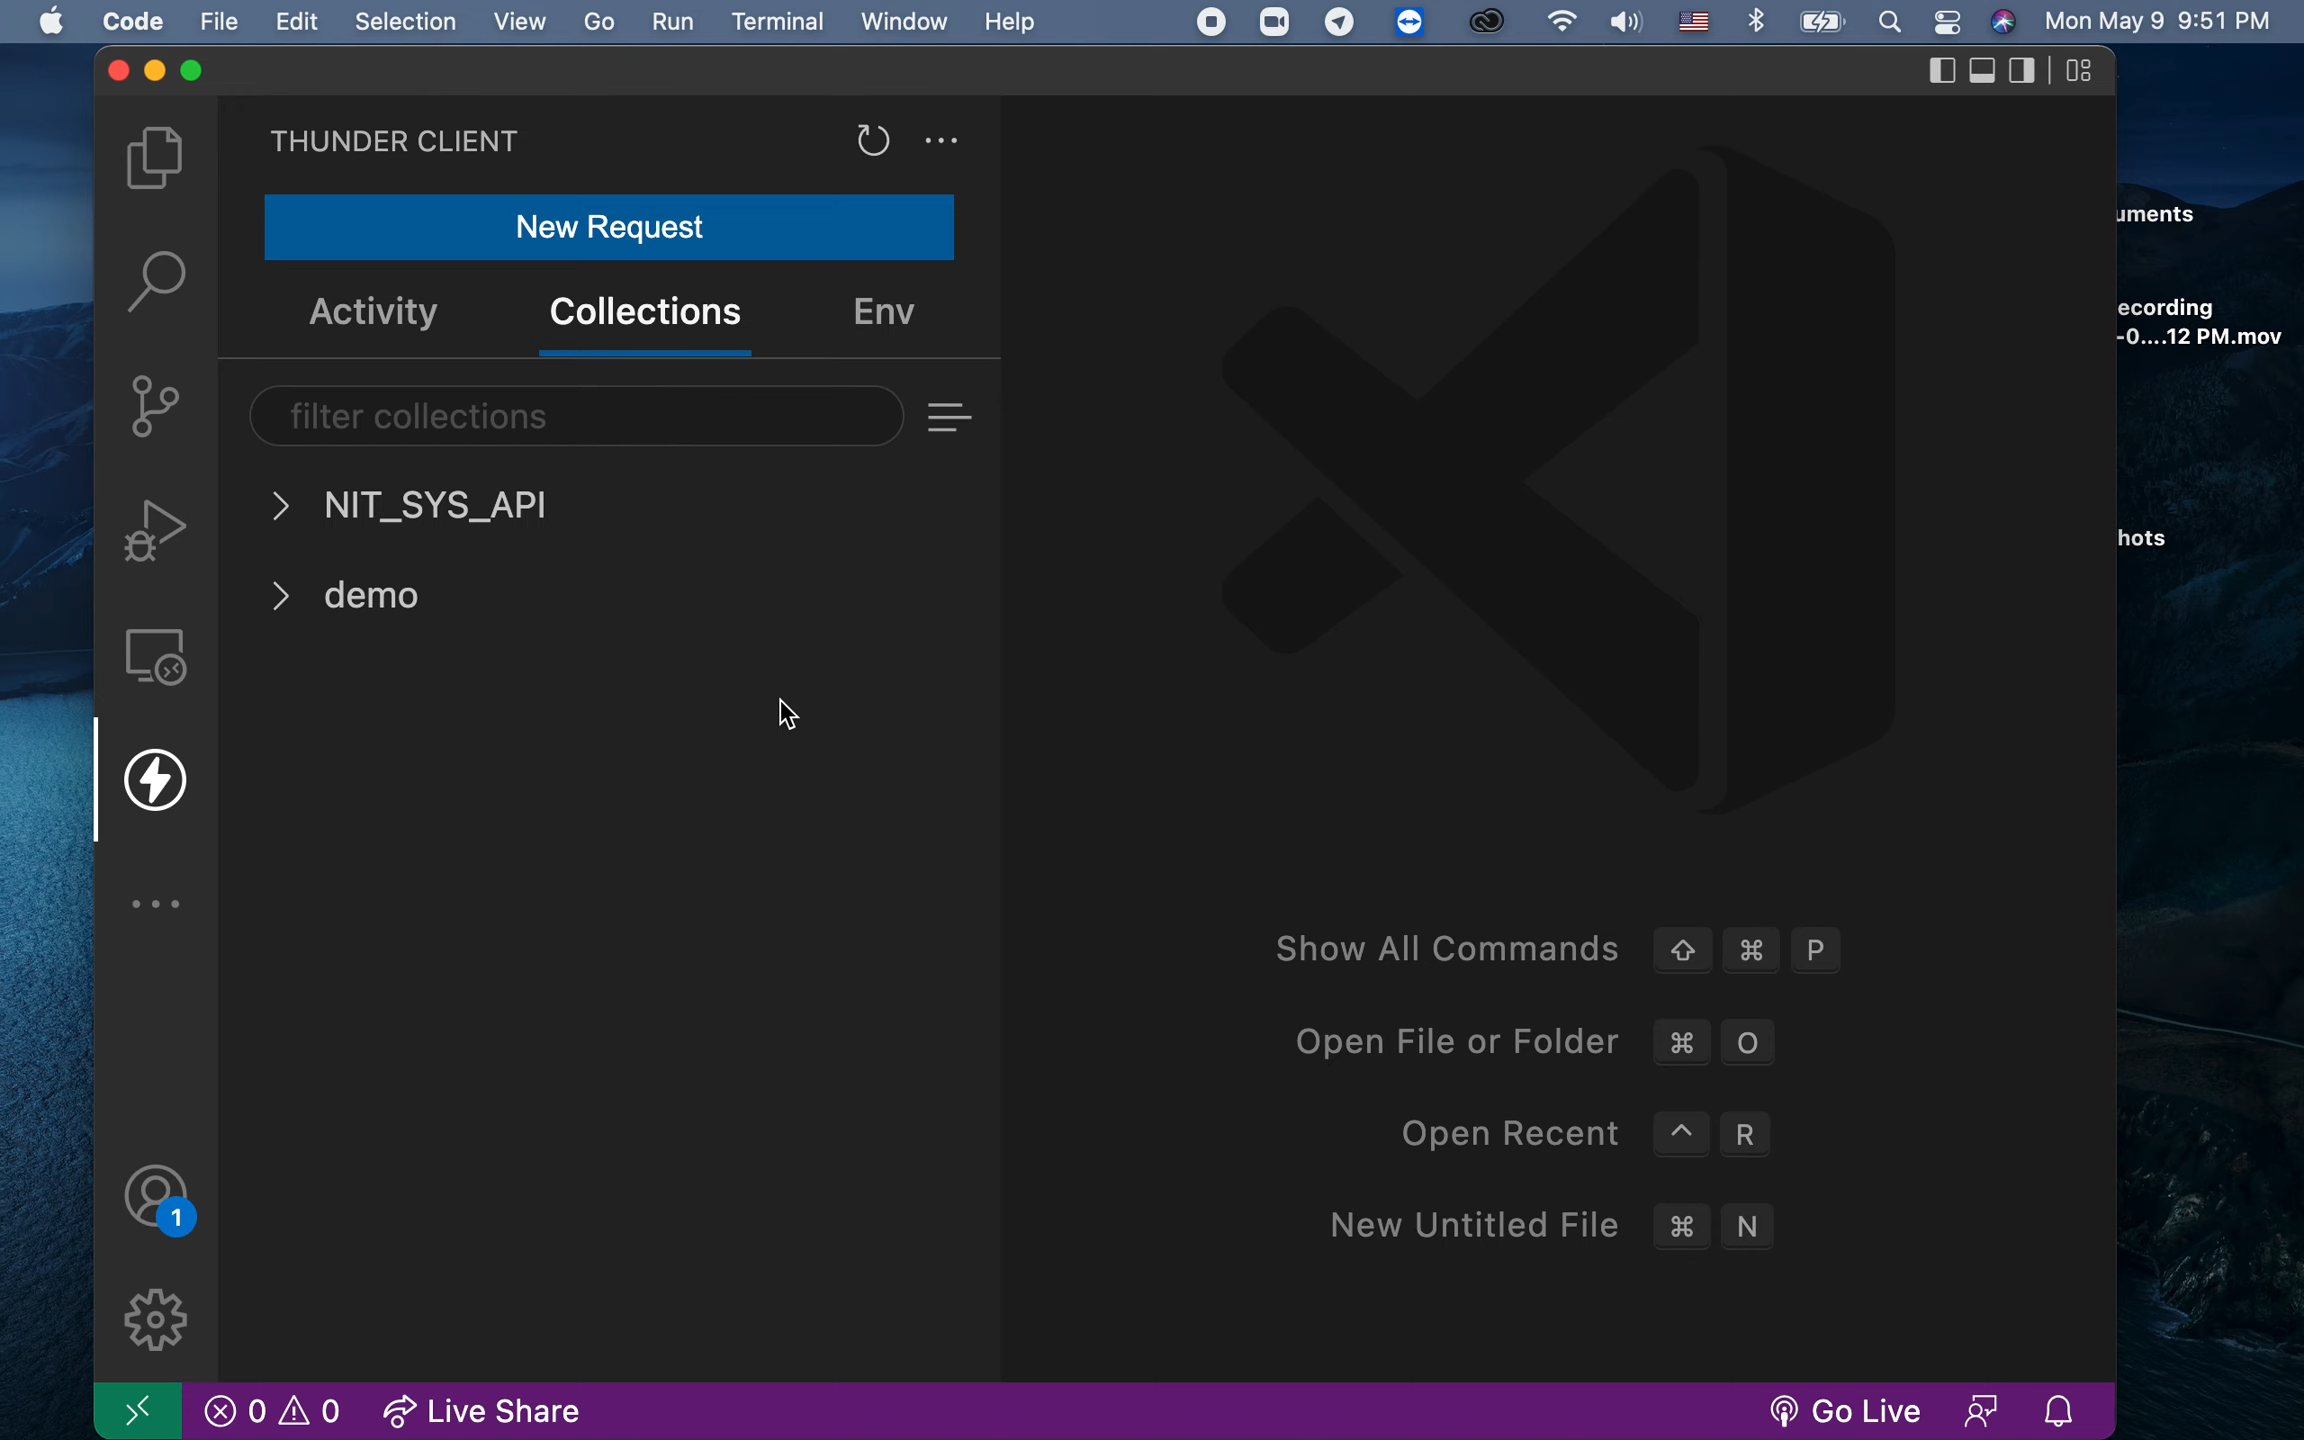 Code File Edit Selection View Go Run Terminal Window Help Mon May 9 9:51 PM
THUNDER CLIENT
New Request
Activity Collections Env
filter collections
NIT_SYS_API
demo
1
Show All Commands ⇧ ⌘ P
Open File or Folder ⌘ O
Open Recent ^ R
New Untitled File ⌘ N
0 0 Live Share Go Live
uments
ecording
-0....12 PM.mov
hots